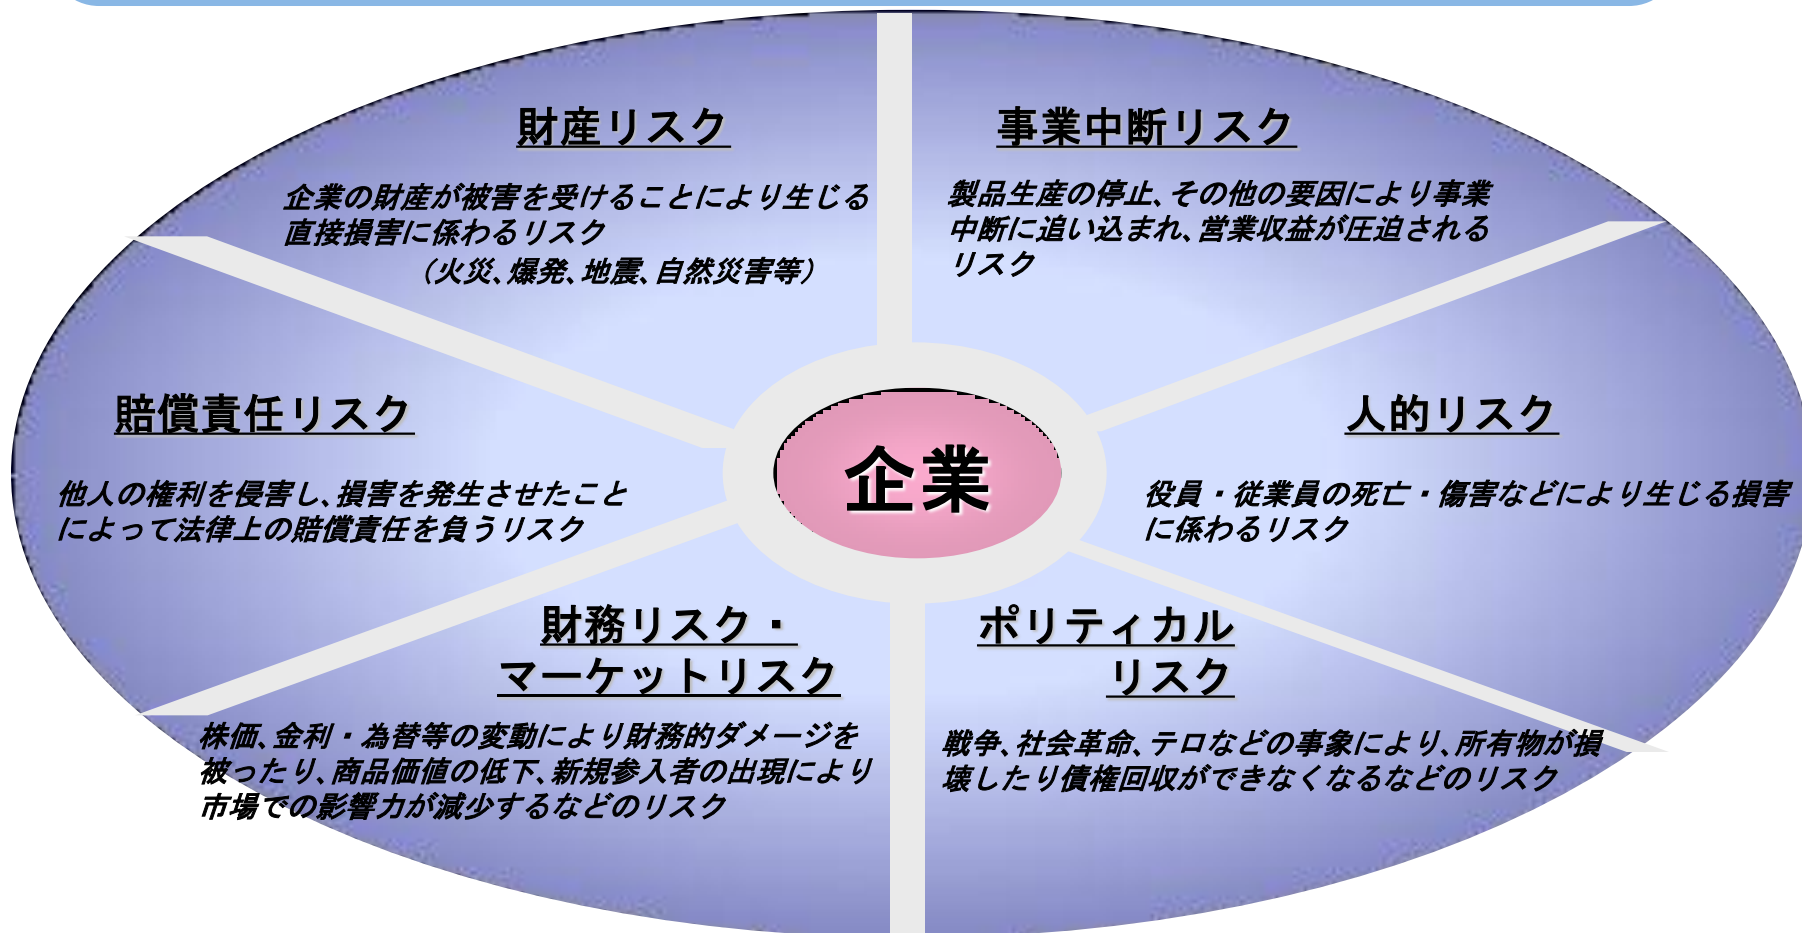 財産リスク
企業の財産が被害を受けることにより生じる
直接損害に係わるリスク
（火災、爆発、地震、自然災害等）
事業中断リスク
製品生産の停止、その他の要因により事業
中断に追い込まれ、営業収益が圧迫される
リスク
賠償責任リスク
他人の権利を侵害し、損害を発生させたこと
によって法律上の賠償責任を負うリスク
企業
人的リスク
役員・従業員の死亡・傷害などにより生じる損害
に係わるリスク
財務リスク・
マーケットリスク
株価、金利・為替等の変動により財務的ダメージを
被ったり、商品価値の低下、新規参入者の出現により
市場での影響力が減少するなどのリスク
ポリティカル
リスク
戦争、社会革命、テロなどの事象により、所有物が損
壊したり債権回収ができなくなるなどのリスク